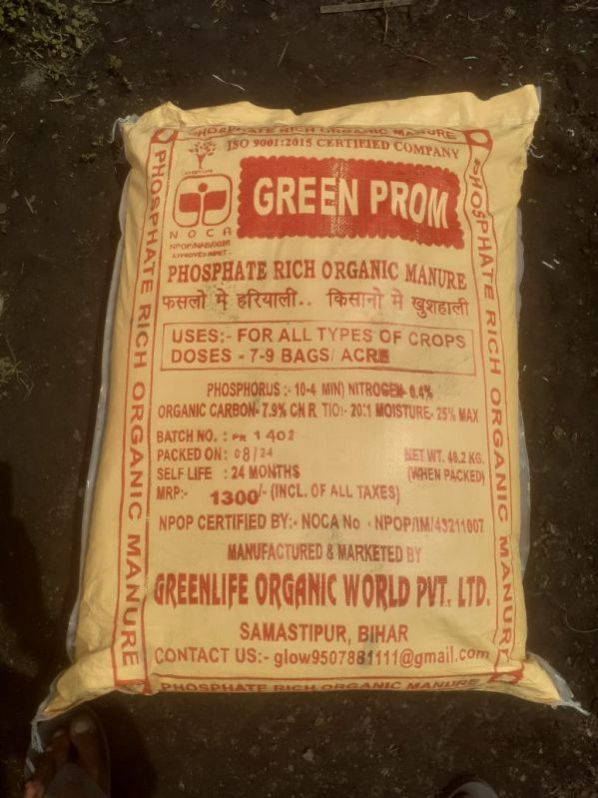 PHOSPHATE RICH ORGANIC MANURE
ISO 9001:2015 CERTIFIED COMPANY
NOCA
GREEN PROM
PHOSPHATE RICH ORGANIC MANURE
फसलो मे हरियाली.. किसानो मे खुशहाली
USES:- FOR ALL TYPES OF CROPS
DOSES - 7-9 BAGS/ ACRE
PHOSPHORUS :- 10-4 MIN) NITROGEN- 0.4%
ORGANIC CARBON- 7.9% CN R TIO:- 20:1 MOISTURE- 25% MAX
BATCH NO. : PR 1402
PACKED ON : 08/24
NET WT. 48.2 KG.
SELF LIFE : 24 MONTHS
(WHEN PACKED)
MRP:- 1300/- (INCL. OF ALL TAXES)
NPOP CERTIFIED BY:- NOCA No NPOP/IM/43211007
MANUFACTURED & MARKETED BY
GREENLIFE ORGANIC WORLD PVT. LTD.
SAMASTIPUR, BIHAR
CONTACT US:- glow9507881111@gmail.com
PHOSPHATE RICH ORGANIC MANURE
PHOSPHATE RICH ORGANIC MANURE
PHOSPHATE RICH ORGANIC MANURE